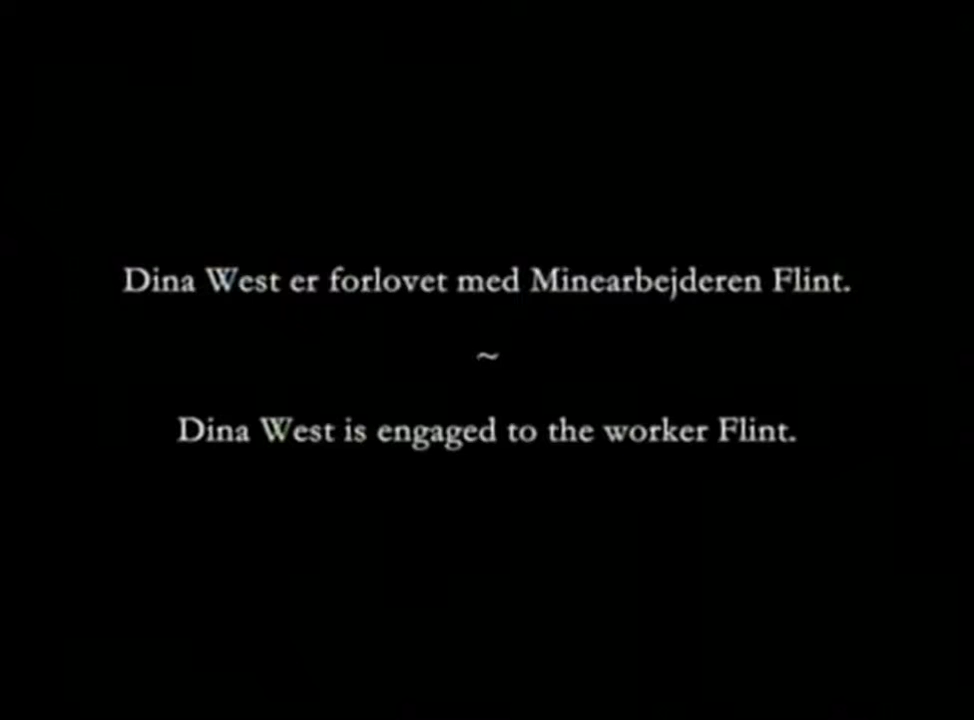 Dina West er forlovet med Minearbejderen Flint.
~
Dina West is engaged to the worker Flint.